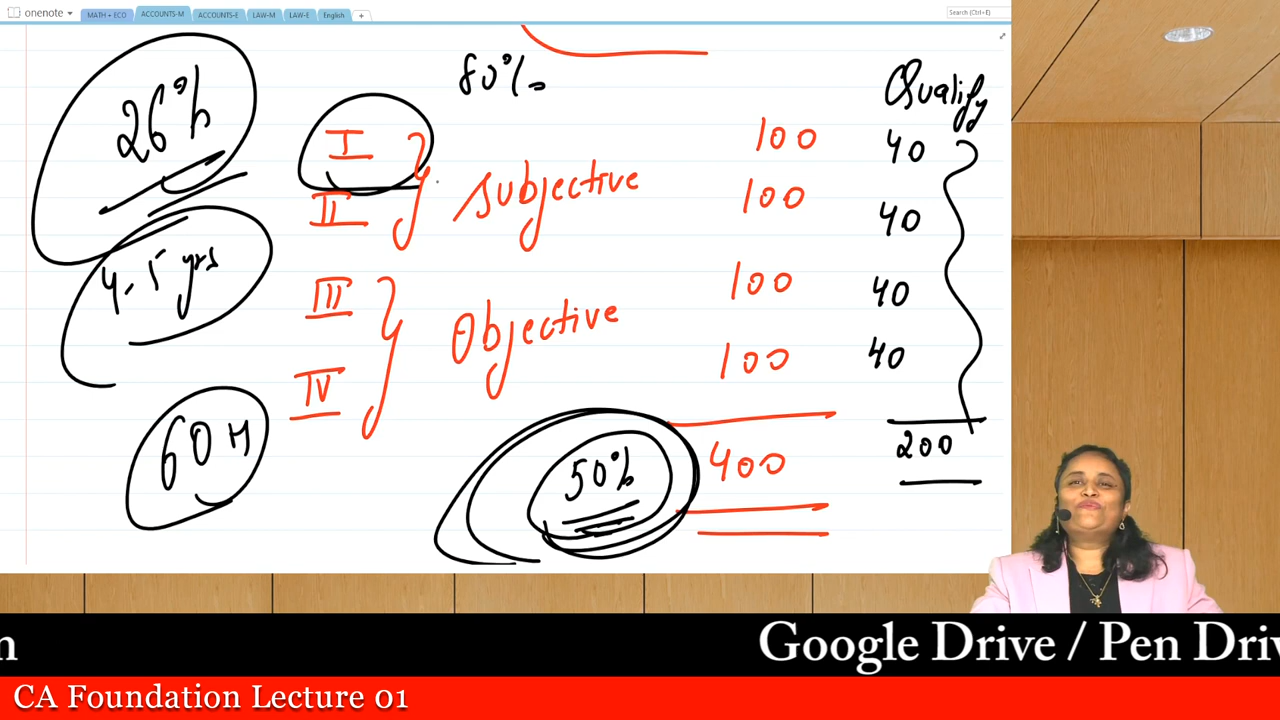 onenote MATH + ECO ACCOUNTS-M ACCOUNTS-E LAW-M LAW-E English + Search (Ctrl+E)
80%
Qualify
26%
I 100 40
Subjective
II 100 40
4.5 yrs
III 100 40
Objective
IV 100 40
60 M
50% 400 200
n Google Drive / Pen Driv
CA Foundation Lecture 01